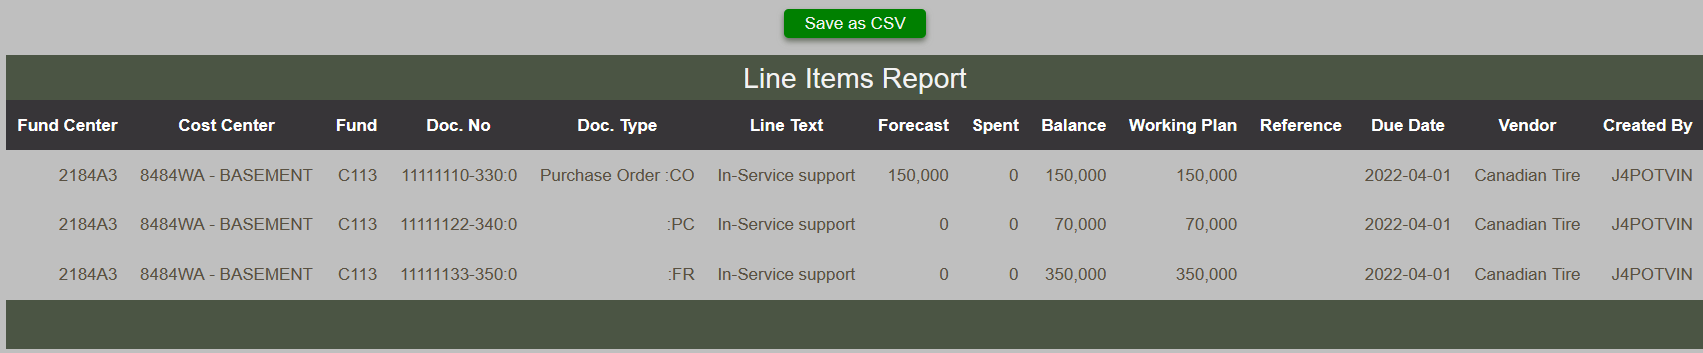 Save as CSV
Line Items Report
Fund Center Cost Center Fund Doc. No Doc. Type Line Text Forecast Spent Balance Working Plan Reference Due Date Vendor Created By
2184A3 8484WA - BASEMENT C113 11111110-330:0 Purchase Order :CO In-Service support 150,000 0 150,000 150,000 2022-04-01 Canadian Tire J4POTVIN
2184A3 8484WA - BASEMENT C113 11111122-340:0 :PC In-Service support 0 0 70,000 70,000 2022-04-01 Canadian Tire J4POTVIN
2184A3 8484WA - BASEMENT C113 11111133-350:0 :FR In-Service support 0 0 350,000 350,000 2022-04-01 Canadian Tire J4POTVIN